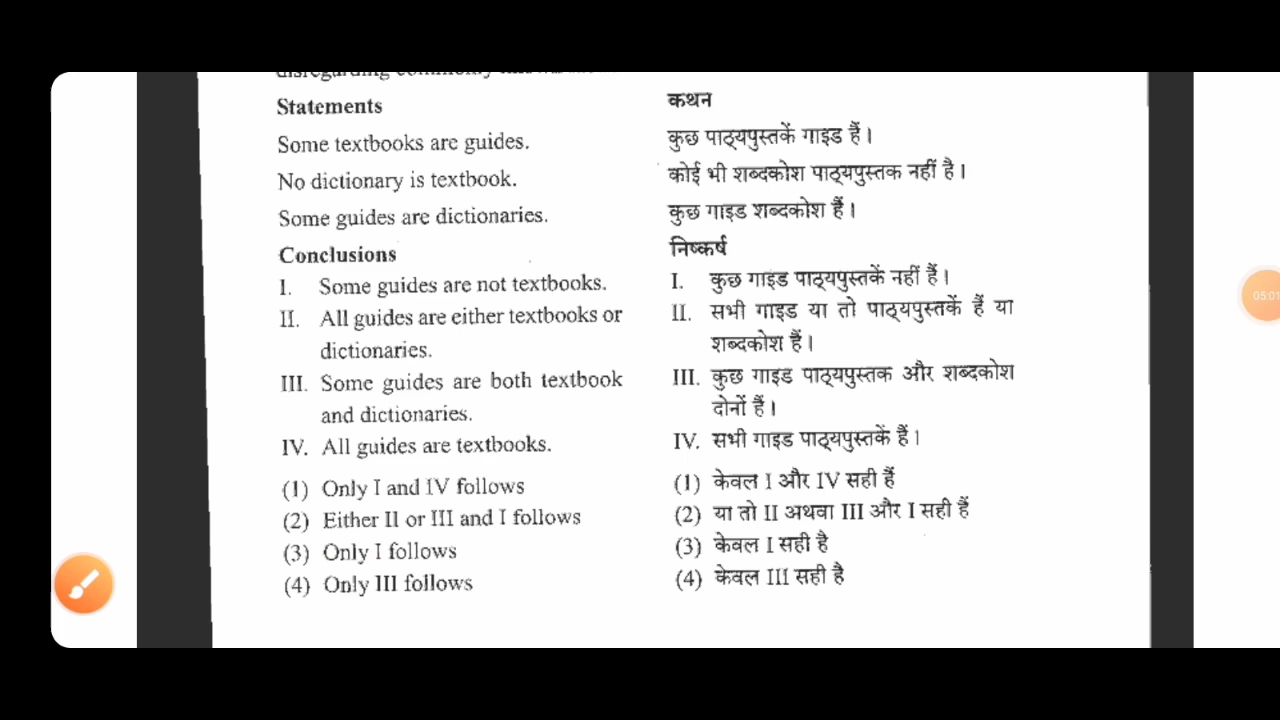 Statements
Some textbooks are guides.
No dictionary is textbook.
Some guides are dictionaries.
Conclusions
I. Some guides are not textbooks.
II. All guides are either textbooks or
dictionaries.
III. Some guides are both textbook
and dictionaries.
IV. All guides are textbooks.
(1) Only I and IV follows
(2) Either II or III and I follows
(3) Only I follows
(4) Only III follows
कथन
कुछ पाठ्यपुस्तकें गाइड हैं।
कोई भी शब्दकोश पाठ्यपुस्तक नहीं है।
कुछ गाइड शब्दकोश हैं।
निष्कर्ष
I. कुछ गाइड पाठ्यपुस्तकें नहीं हैं।
II. सभी गाइड या तो पाठ्यपुस्तकें हैं या
शब्दकोश हैं।
III. कुछ गाइड पाठ्यपुस्तक और शब्दकोश
दोनों हैं।
IV. सभी गाइड पाठ्यपुस्तकें हैं।
(1) केवल I और IV सही हैं
(2) या तो II अथवा III और I सही हैं
(3) केवल I सही है
(4) केवल III सही है
05:01